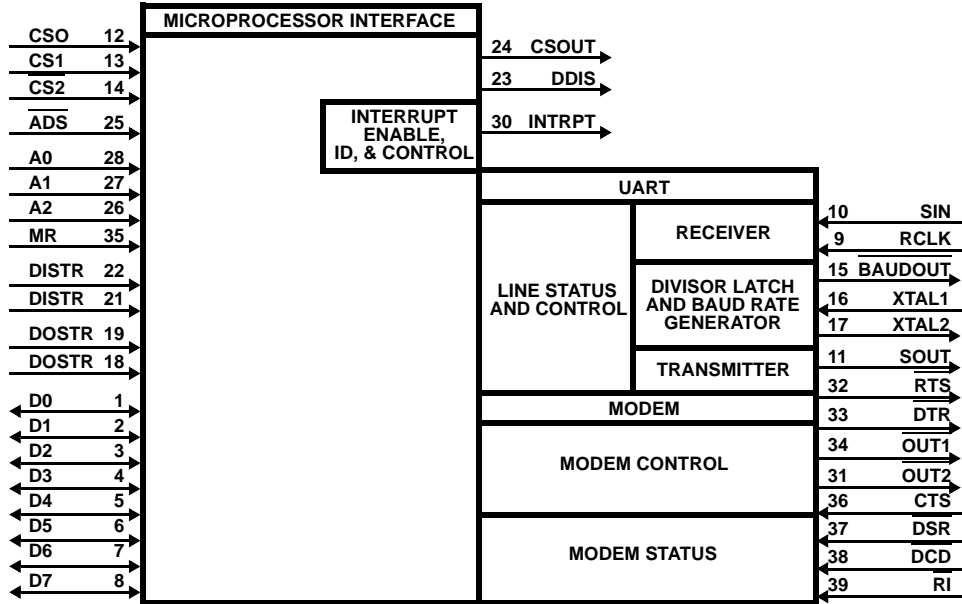 MICROPROCESSOR INTERFACE
CSO 12
CS1 13
CS2 14
ADS 25
A0 28
A1 27
A2 26
MR 35
DISTR 22
DISTR 21
DOSTR 19
DOSTR 18
D0 1
D1 2
D2 3
D3 4
D4 5
D5 6
D6 7
D7 8
24 CSOUT
23 DDIS
30 INTRPT
INTERRUPT
ENABLE,
ID, & CONTROL
UART
LINE STATUS
AND CONTROL
RECEIVER
DIVISOR LATCH
AND BAUD RATE
GENERATOR
TRANSMITTER
MODEM
MODEM CONTROL
MODEM STATUS
10 SIN
9 RCLK
15 BAUDOUT
16 XTAL1
17 XTAL2
11 SOUT
32 RTS
33 DTR
34 OUT1
31 OUT2
36 CTS
37 DSR
38 DCD
39 RI